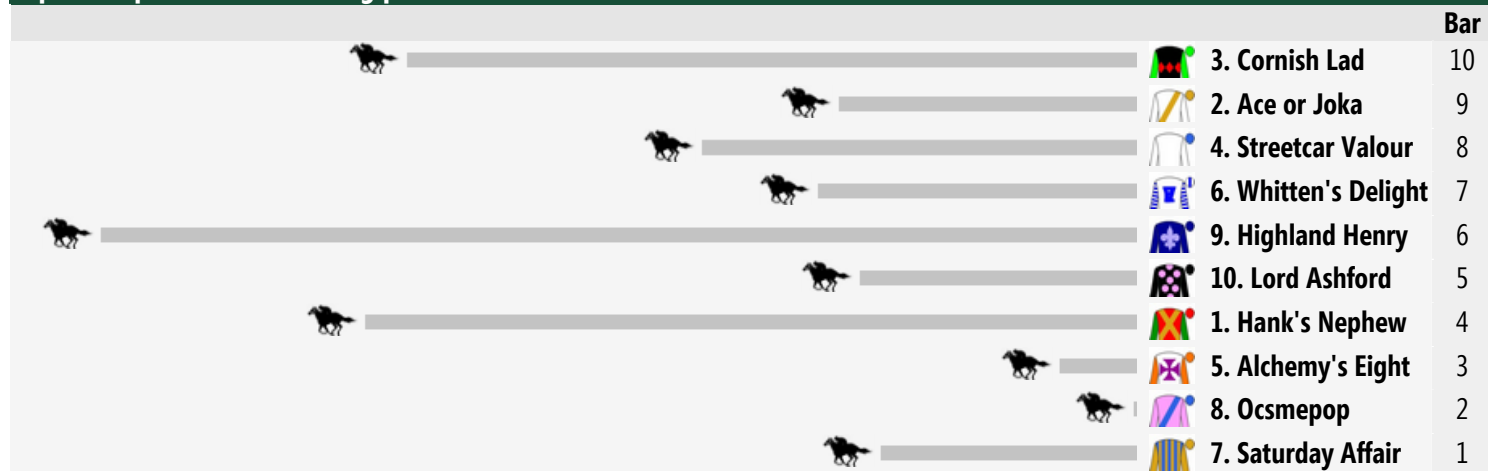 Bar
3. Cornish Lad 10
2. Ace or Joka 9
4. Streetcar Valour 8
6. Whitten's Delight 7
9. Highland Henry 6
10. Lord Ashford 5
1. Hank's Nephew 4
5. Alchemy's Eight 3
8. Ocsmepop 2
7. Saturday Affair 1